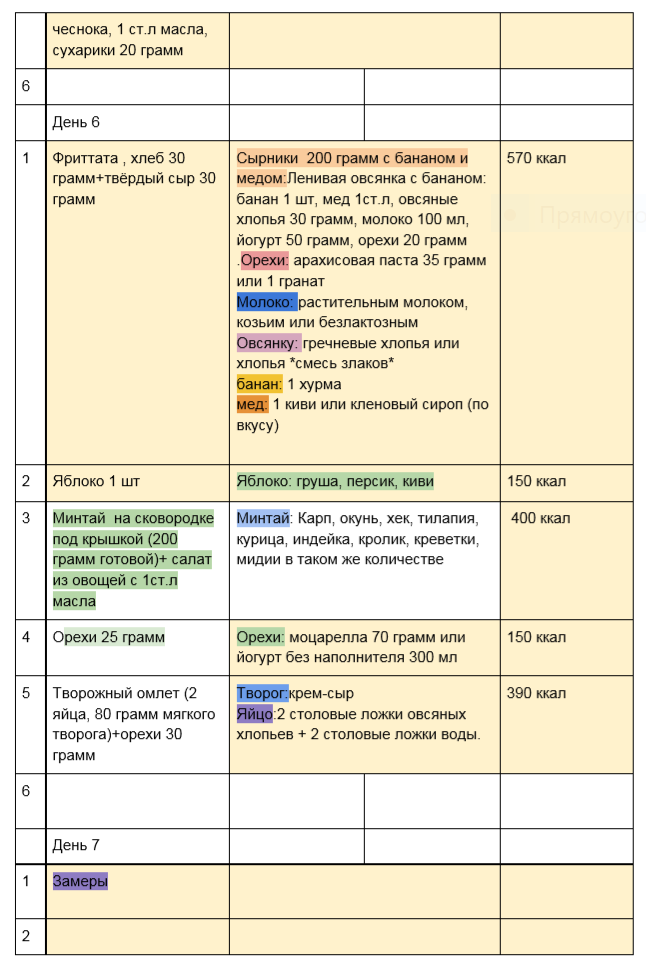 чеснока, 1 ст.л масла,
сухарики 20 грамм
6
День 6
1
Фриттата , хлеб 30
грамм+твёрдый сыр 30
грамм
Сырники  200 грамм с бананом и
медом:Ленивая овсянка с бананом:
банан 1 шт, мед 1ст.л, овсяные
хлопья 30 грамм, молоко 100 мл,
йогурт 50 грамм, орехи 20 грамм
.Орехи: арахисовая паста 35 грамм
или 1 гранат
Молоко: растительным молоком,
козьим или безлактозным
Овсянку: гречневые хлопья или
хлопья *смесь злаков*
банан: 1 хурма
мед: 1 киви или кленовый сироп (по
вкусу)
570 ккал
2
Яблоко 1 шт
Яблоко: груша, персик, киви
150 ккал
3
Минтай  на сковородке
под крышкой (200
грамм готовой)+ салат
из овощей с 1ст.л
масла
Минтай: Карп, окунь, хек, тилапия,
курица, индейка, кролик, креветки,
мидии в таком же количестве
400 ккал
4
Орехи 25 грамм
Орехи: моцарелла 70 грамм или
йогурт без наполнителя 300 мл
150 ккал
5
Творожный омлет (2
яйца, 80 грамм мягкого
творога)+орехи 30
грамм
Творог:крем-сыр
Яйцо:2 столовые ложки овсяных
хлопьев + 2 столовые ложки воды.
390 ккал
6
День 7
1
Замеры
2